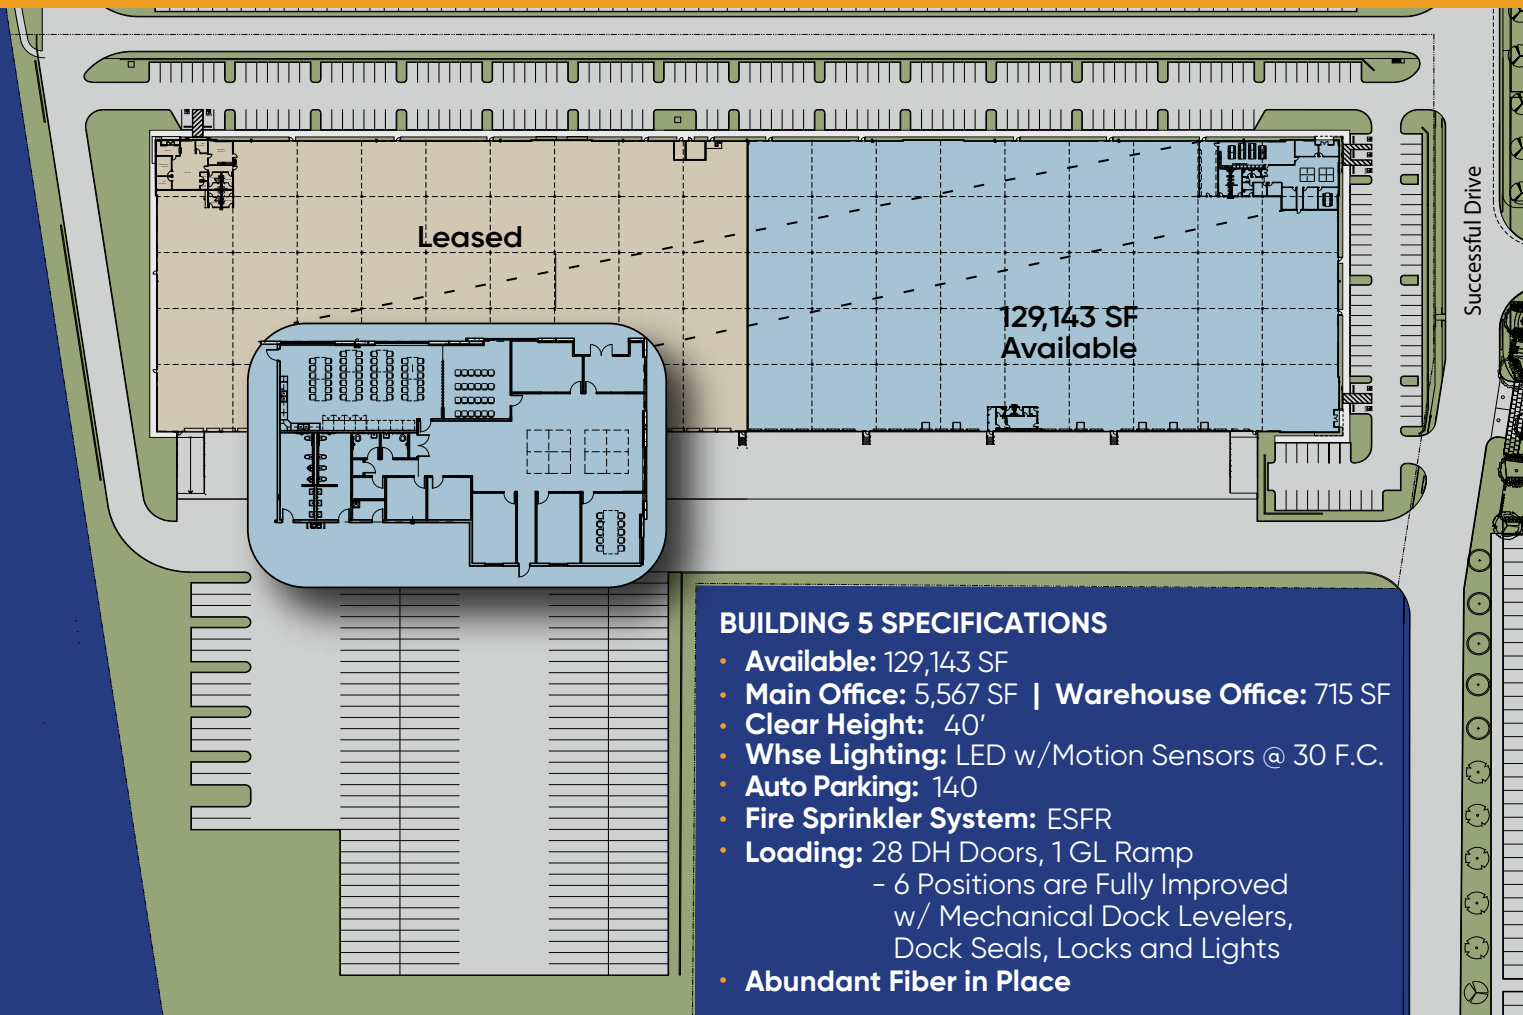 Leased
129,143 SF
Available
Successful Drive
BUILDING 5 SPECIFICATIONS
• Available: 129,143 SF
• Main Office: 5,567 SF | Warehouse Office: 715 SF
• Clear Height: 40'
• Whse Lighting: LED w/Motion Sensors @ 30 F.C.
• Auto Parking: 140
• Fire Sprinkler System: ESFR
• Loading: 28 DH Doors, 1 GL Ramp
- 6 Positions are Fully Improved
w/ Mechanical Dock Levelers,
Dock Seals, Locks and Lights
• Abundant Fiber in Place